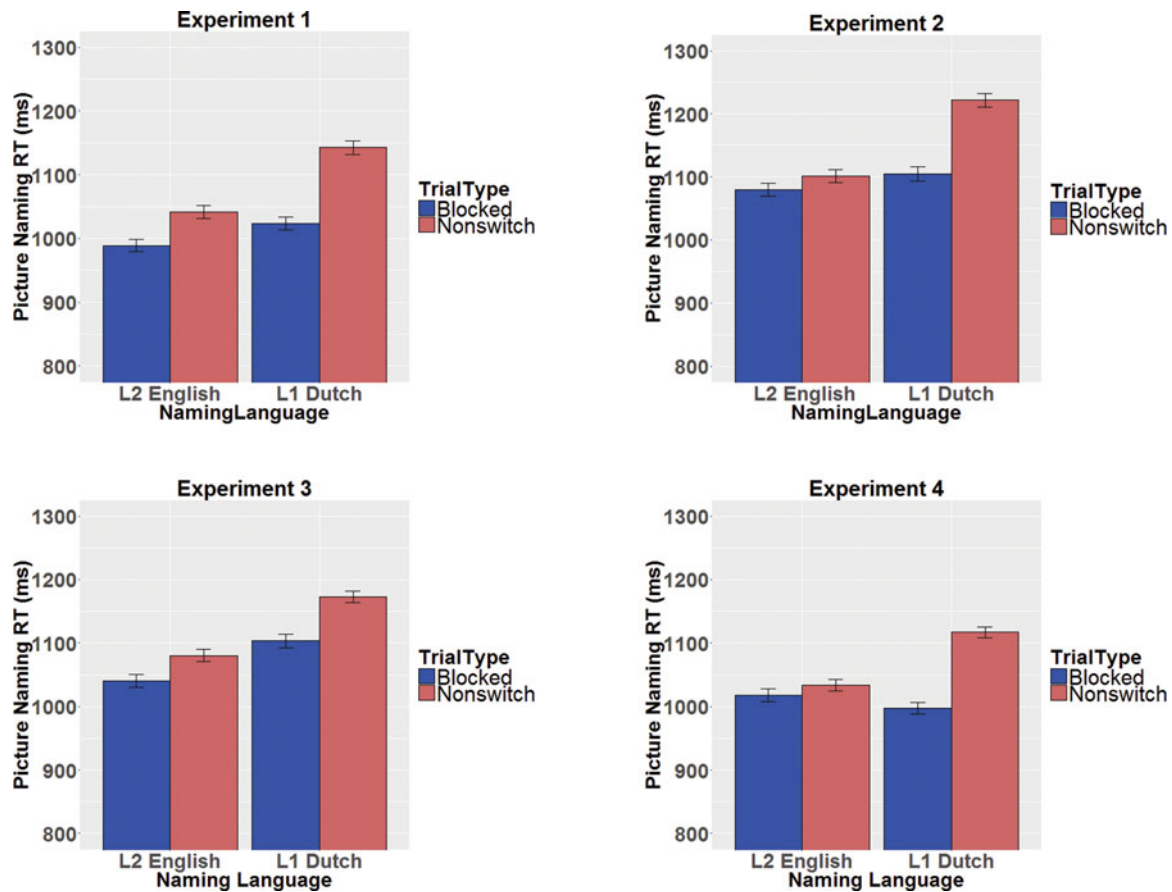 Experiment 1
Picture Naming RT (ms)
1300
1200
1100
1000
900
800
L2 English L1 Dutch
NamingLanguage
TrialType
Blocked
Nonswitch
Experiment 2
Picture Naming RT (ms)
1300
1200
1100
1000
900
800
L2 English L1 Dutch
NamingLanguage
TrialType
Blocked
Nonswitch
Experiment 3
Picture Naming RT (ms)
1300
1200
1100
1000
900
800
L2 English L1 Dutch
Naming Language
TrialType
Blocked
Nonswitch
Experiment 4
Picture Naming RT (ms)
1300
1200
1100
1000
900
800
L2 English L1 Dutch
Naming Language
TrialType
Blocked
Nonswitch